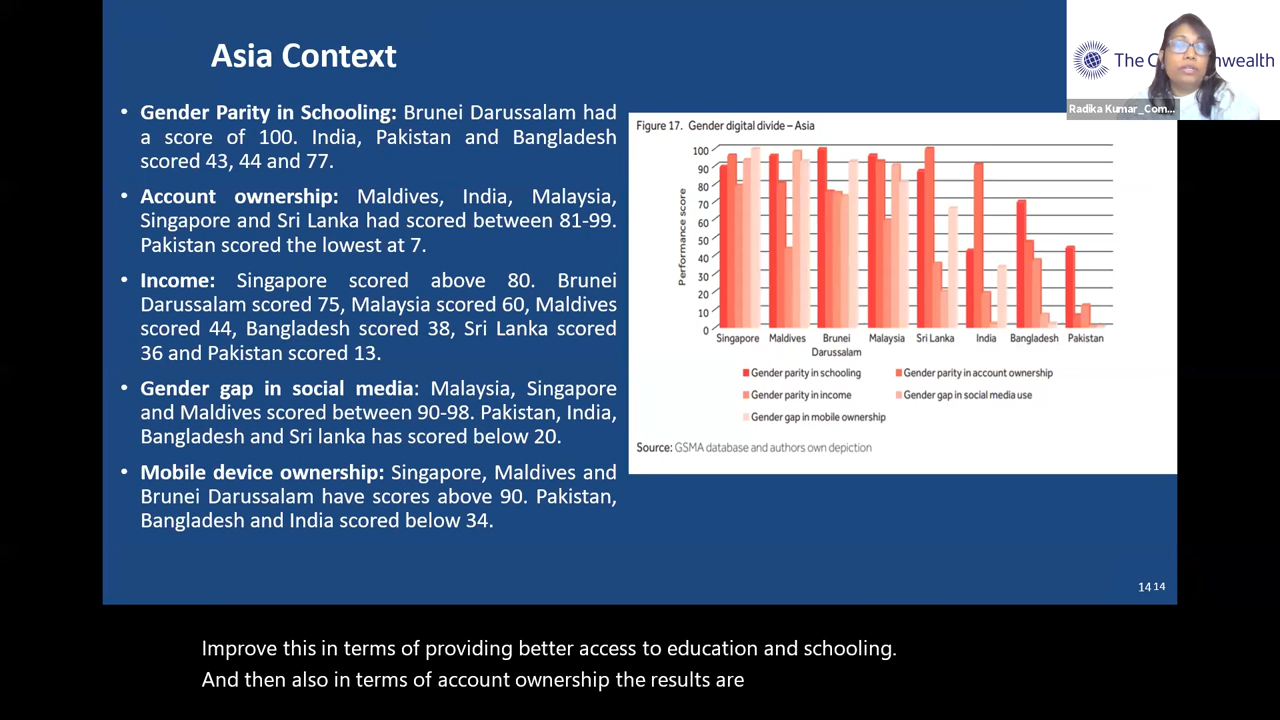 Asia Context
• Gender Parity in Schooling: Brunei Darussalam had
a score of 100. India, Pakistan and Bangladesh
scored 43, 44 and 77.
• Account ownership: Maldives, India, Malaysia,
Singapore and Sri Lanka had scored between 81-99.
Pakistan scored the lowest at 7.
• Income: Singapore scored above 80. Brunei
Darussalam scored 75, Malaysia scored 60, Maldives
scored 44, Bangladesh scored 38, Sri Lanka scored
36 and Pakistan scored 13.
• Gender gap in social media: Malaysia, Singapore
and Maldives scored between 90-98. Pakistan, India,
Bangladesh and Sri lanka has scored below 20.
• Mobile device ownership: Singapore, Maldives and
Brunei Darussalam have scores above 90. Pakistan,
Bangladesh and India scored below 34.
Figure 17. Gender digital divide – Asia
Performance score
100
90
80
70
60
50
40
30
20
10
0
Singapore Maldives Brunei Darussalam Malaysia Sri Lanka India Bangladesh Pakistan
Gender parity in schooling Gender parity in account ownership
Gender parity in income Gender gap in social media use
Gender gap in mobile ownership
Source: GSMA database and authors own depiction
14 14
The C wealth
Radika Kumar_Com...
Improve this in terms of providing better access to education and schooling.
And then also in terms of account ownership the results are